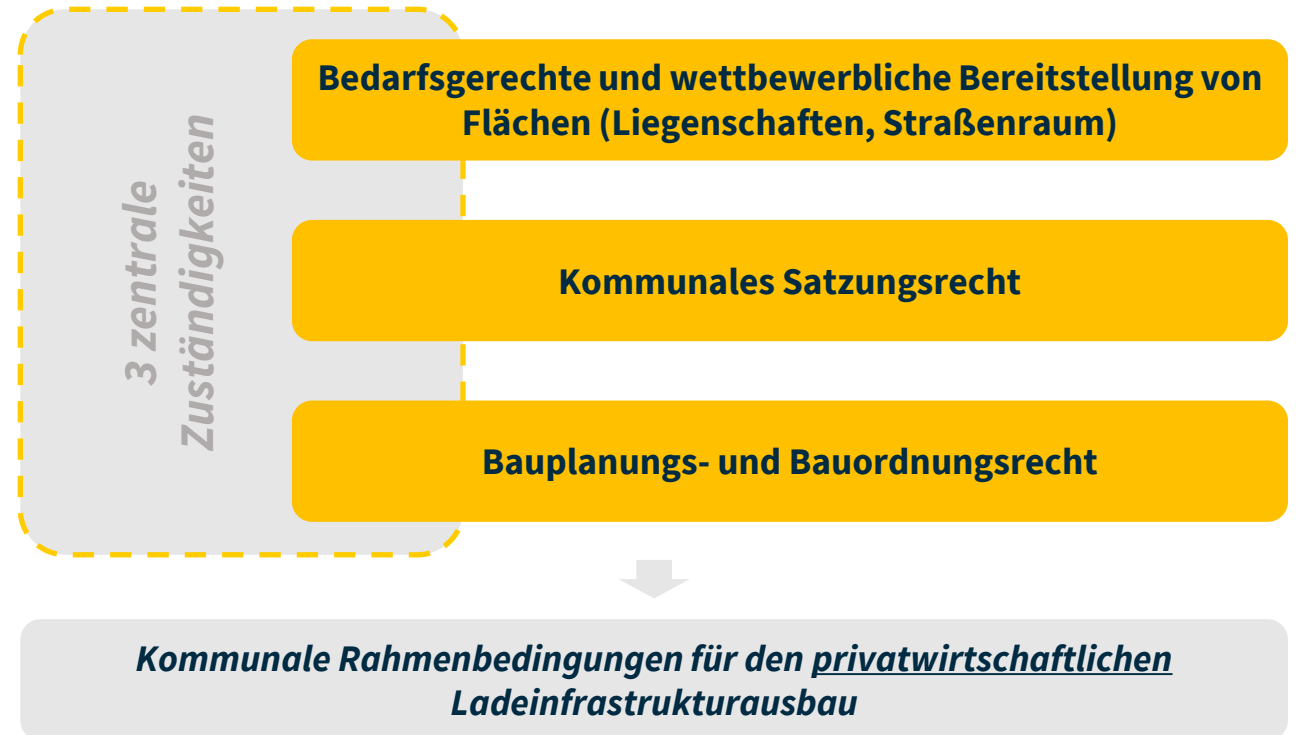 3 zentrale
Zuständigkeiten
Bedarfsgerechte und wettbewerbliche Bereitstellung von
Flächen (Liegenschaften, Straßenraum)
Kommunales Satzungsrecht
Bauplanungs- und Bauordnungsrecht
Kommunale Rahmenbedingungen für den privatwirtschaftlichen
Ladeinfrastrukturausbau